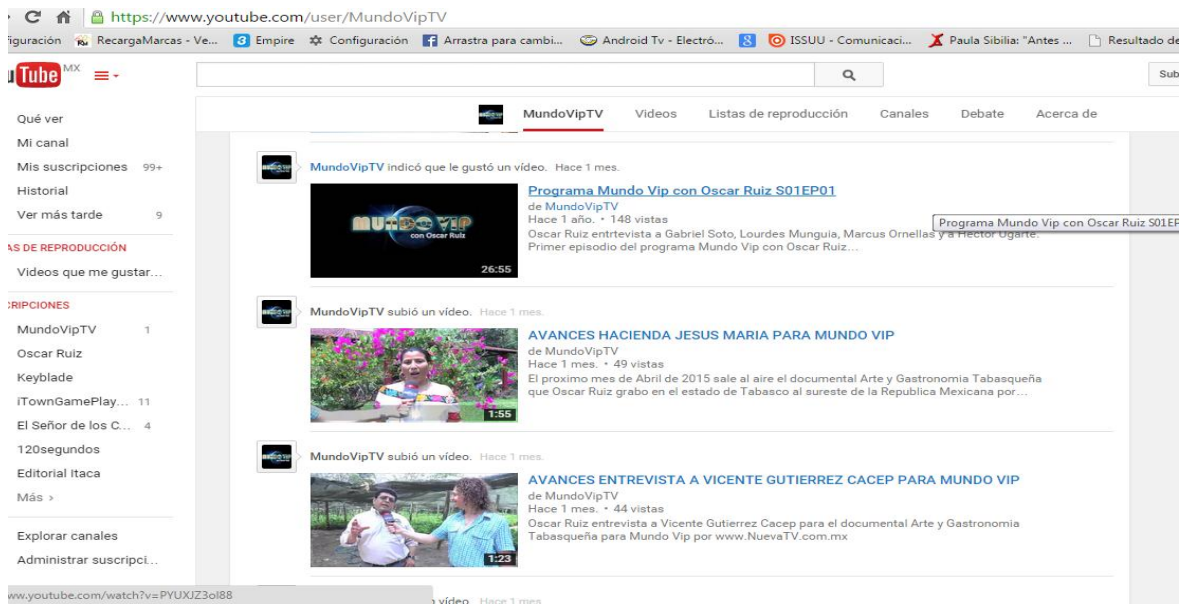 https://www.youtube.com/user/MundoVipTV
figuración RecargaMarcas - Ve... Empire Configuración Arrastra para cambi... Android Tv - Electró... ISSUU - Comunicaci... Paula Sibilia: "Antes ... Resultado de
Tube MX
Sub
MundoVipTV Videos Listas de reproducción Canales Debate Acerca de
Qué ver
Mi canal
Mis suscripciones 99+
Historial
Ver más tarde 9
AS DE REPRODUCCIÓN
Videos que me gustar...
CRIPCIONES
MundoVipTV 1
Oscar Ruiz
Keyblade
iTownGamePlay... 11
El Señor de los C... 4
120segundos
Editorial Itaca
Más ›
Explorar canales
Administrar suscripci...
www.youtube.com/watch?v=PYUXJZ3ol88
MundoVipTV indicó que le gustó un vídeo. Hace 1 mes.
MUNDO VIP
con Oscar Ruiz
26:55
Programa Mundo Vip con Oscar Ruiz S01EP01
de MundoVipTV
Hace 1 año. • 148 vistas
Oscar Ruiz entrtevista a Gabriel Soto, Lourdes Munguia, Marcus Ornellas y a Hector Ugarte.
Primer episodio del programa Mundo Vip con Oscar Ruiz...
Programa Mundo Vip con Oscar Ruiz S01EP
MundoVipTV subió un vídeo. Hace 1 mes.
1:55
AVANCES HACIENDA JESUS MARIA PARA MUNDO VIP
de MundoVipTV
Hace 1 mes. • 49 vistas
El proximo mes de Abril de 2015 sale al aire el documental Arte y Gastronomia Tabasqueña
que Oscar Ruiz grabo en el estado de Tabasco al sureste de la Republica Mexicana por...
MundoVipTV subió un vídeo. Hace 1 mes.
1:23
AVANCES ENTREVISTA A VICENTE GUTIERREZ CACEP PARA MUNDO VIP
de MundoVipTV
Hace 1 mes. • 44 vistas
Oscar Ruiz entrevista a Vicente Gutierrez Cacep para el documental Arte y Gastronomia
Tabasqueña para Mundo Vip por www.NuevaTV.com.mx
vídeo. Hace 1 mes